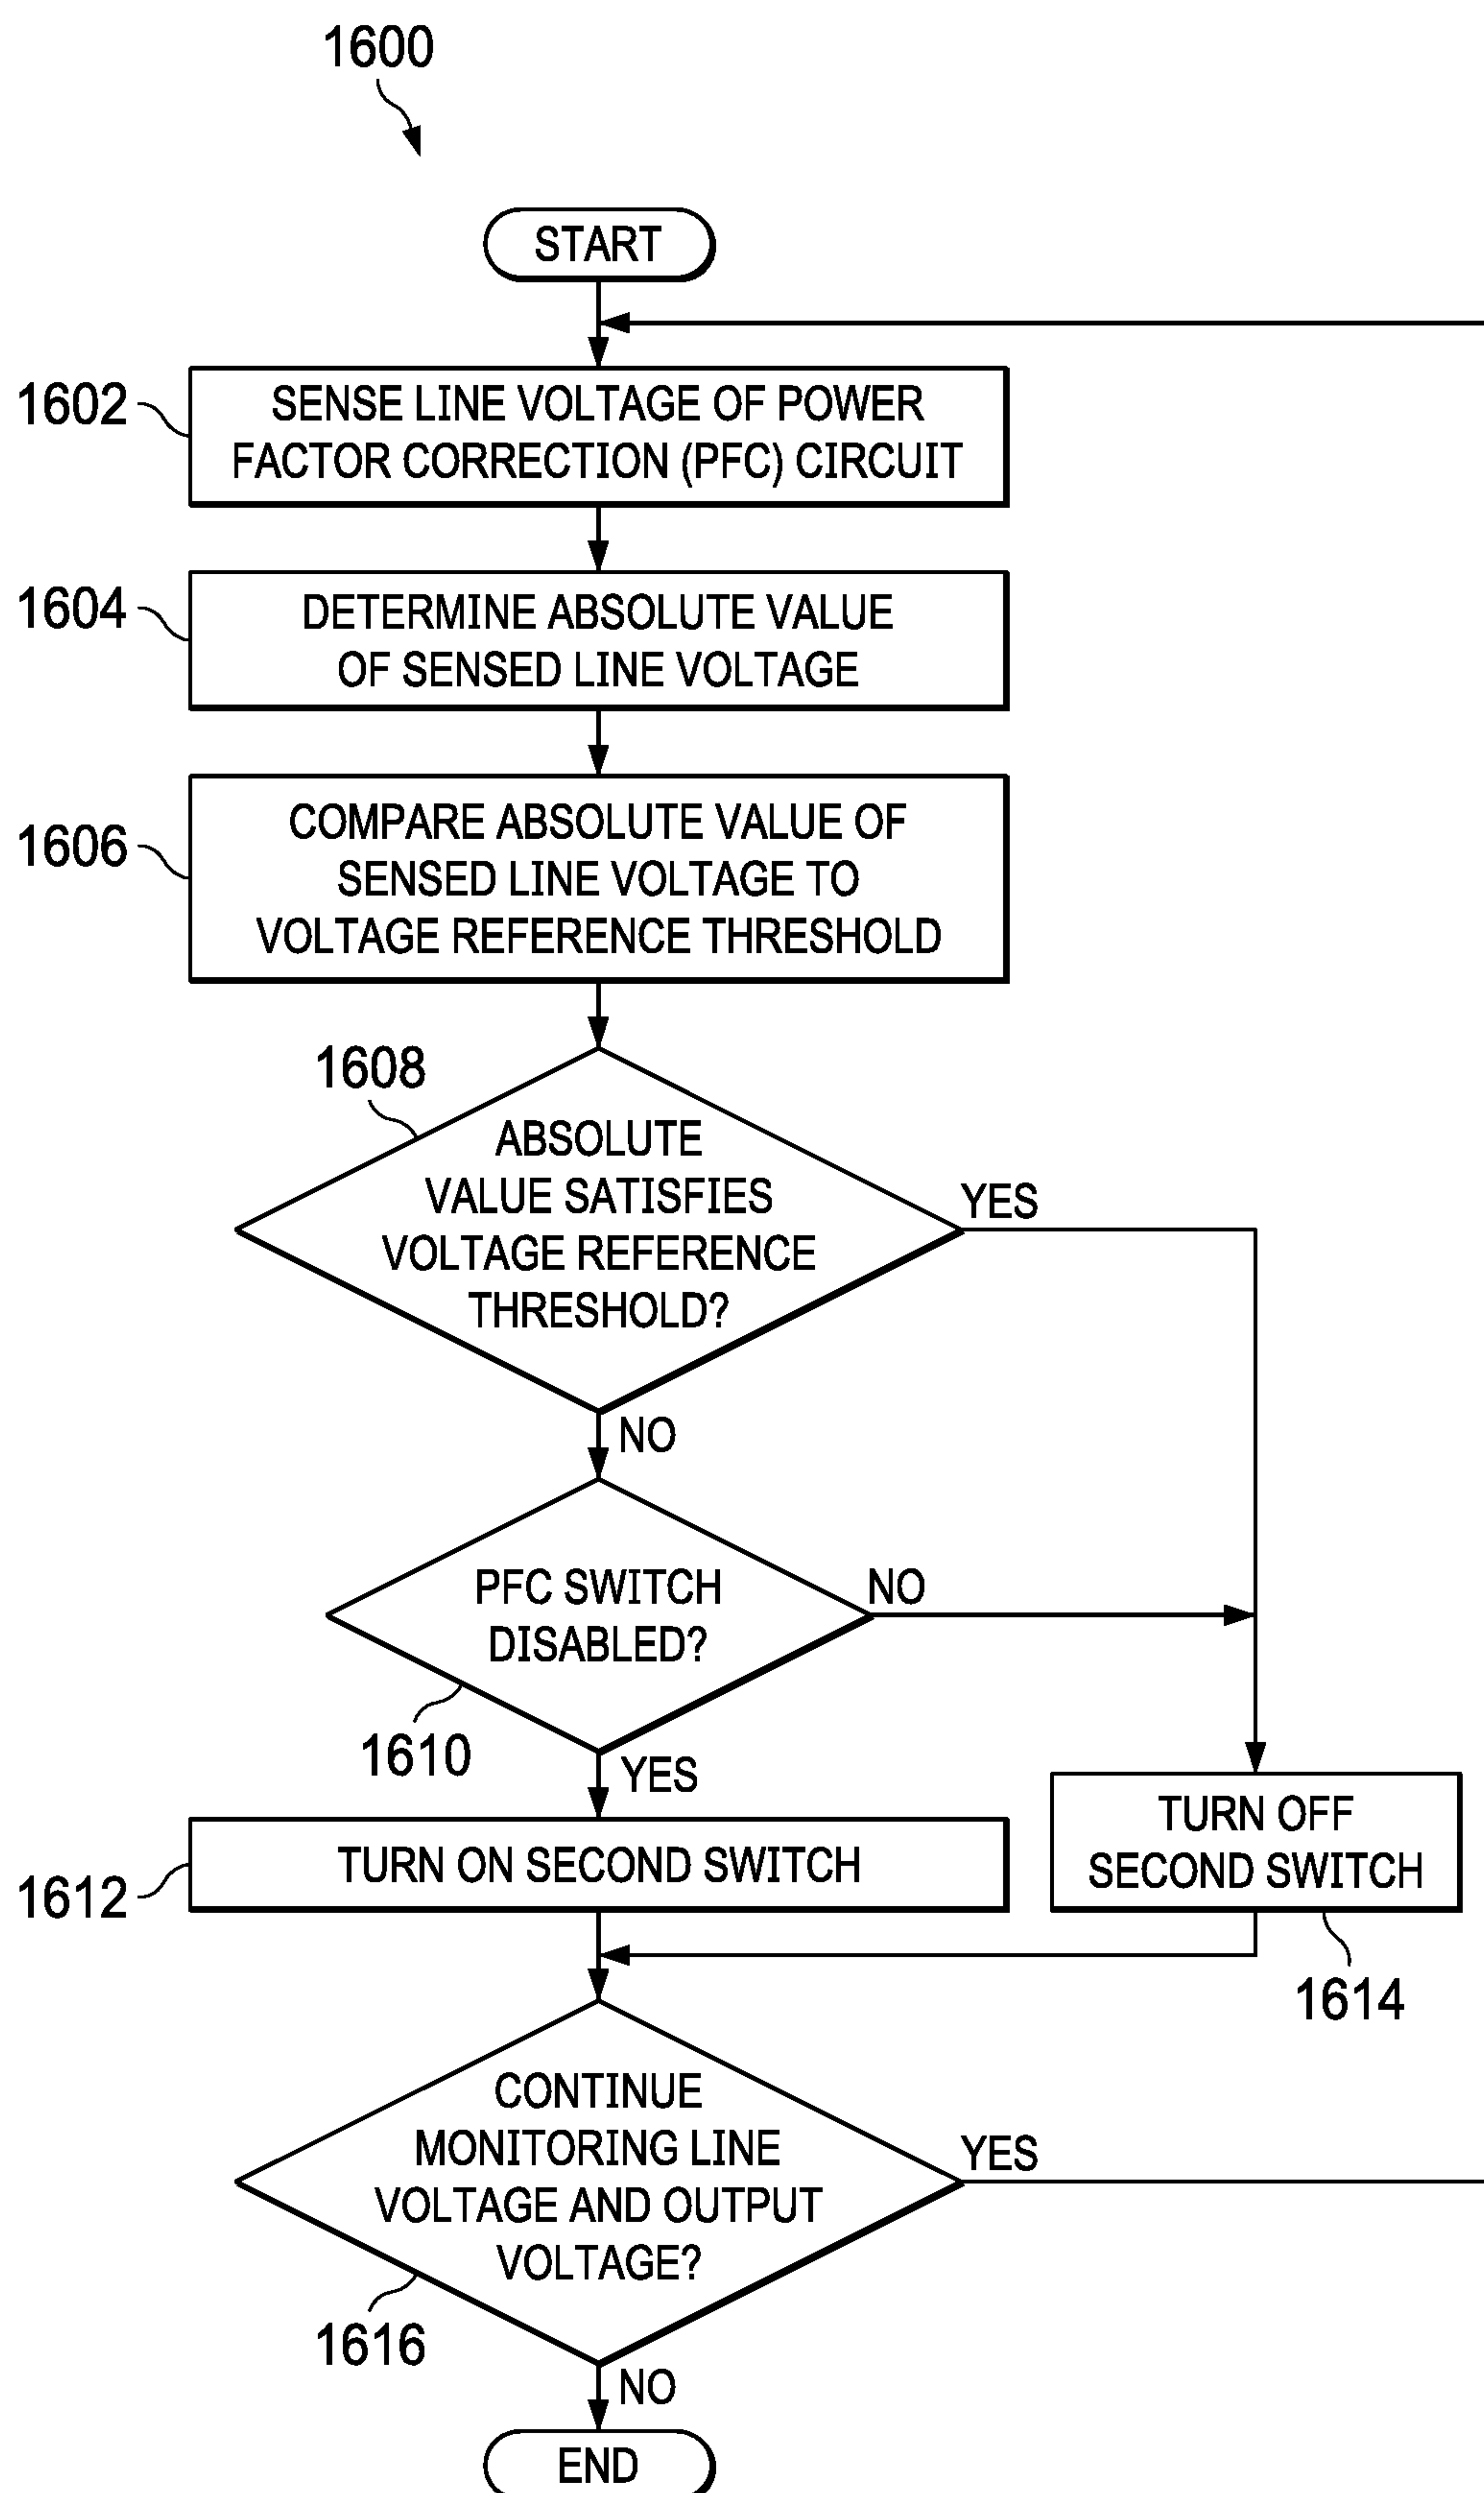 1600
START
1602
SENSE LINE VOLTAGE OF POWER
FACTOR CORRECTION (PFC) CIRCUIT
1604
DETERMINE ABSOLUTE VALUE
OF SENSED LINE VOLTAGE
1606
COMPARE ABSOLUTE VALUE OF
SENSED LINE VOLTAGE TO
VOLTAGE REFERENCE THRESHOLD
1608
ABSOLUTE
VALUE SATISFIES
VOLTAGE REFERENCE
THRESHOLD?
YES
NO
PFC SWITCH
DISABLED?
NO
1610
YES
1612
TURN ON SECOND SWITCH
TURN OFF
SECOND SWITCH
1614
CONTINUE
MONITORING LINE
VOLTAGE AND OUTPUT
VOLTAGE?
YES
1616
NO
END